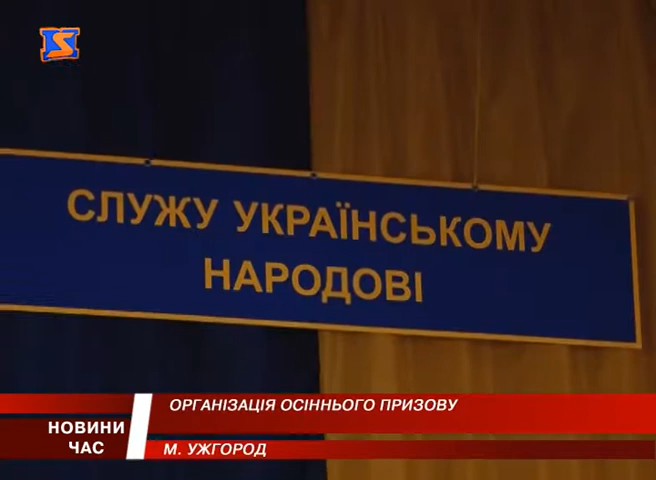 СЛУЖУ УКРАЇНСЬКОМУ
НАРОДОВІ
ОРГАНІЗАЦІЯ ОСІННЬОГО ПРИЗОВУ
НОВИНИ
ЧАС
М. УЖГОРОД